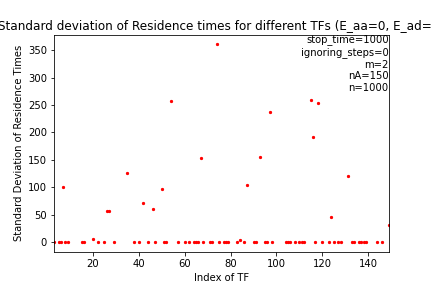 Standard deviation of Residence times for different TFs (E_aa=0, E_ad=
stop_time=1000
ignoring_steps=0
m=2
nA=150
n=1000
Standard Deviation of Residence Times
350
300
250
200
150
100
50
0
20 40 60 80 100 120 140
Index of TF